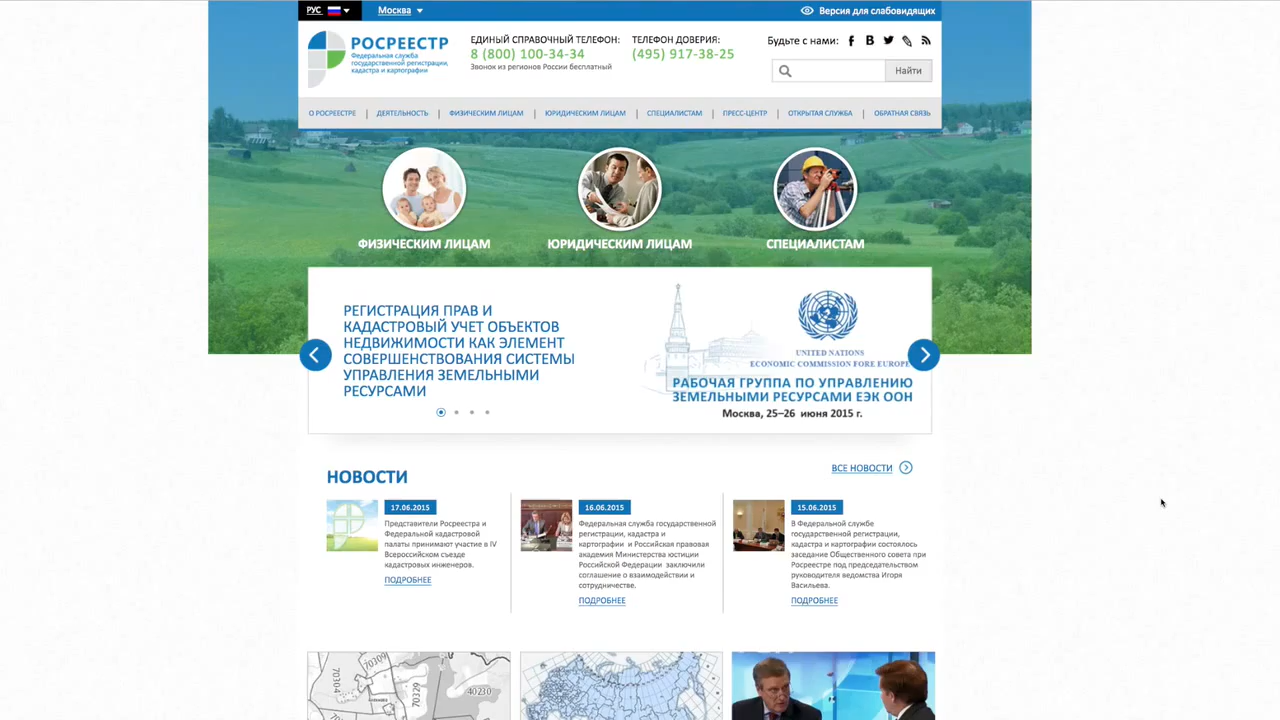 РУС
Москва
Версия для слабовидящих
РОСРЕЕСТР
Федеральная служба
государственной регистрации,
кадастра и картографии
ЕДИНЫЙ СПРАВОЧНЫЙ ТЕЛЕФОН:
8 (800) 100-34-34
Звонок из регионов России бесплатный
ТЕЛЕФОН ДОВЕРИЯ:
(495) 917-38-25
Будьте с нами:
Найти
О РОСРЕЕСТРЕ
ДЕЯТЕЛЬНОСТЬ
ФИЗИЧЕСКИМ ЛИЦАМ
ЮРИДИЧЕСКИМ ЛИЦАМ
СПЕЦИАЛИСТАМ
ПРЕСС-ЦЕНТР
ОТКРЫТАЯ СЛУЖБА
ОБРАТНАЯ СВЯЗЬ
ФИЗИЧЕСКИМ ЛИЦАМ
ЮРИДИЧЕСКИМ ЛИЦАМ
СПЕЦИАЛИСТАМ
РЕГИСТРАЦИЯ ПРАВ И
КАДАСТРОВЫЙ УЧЕТ ОБЪЕКТОВ
НЕДВИЖИМОСТИ КАК ЭЛЕМЕНТ
СОВЕРШЕНСТВОВАНИЯ СИСТЕМЫ
УПРАВЛЕНИЯ ЗЕМЕЛЬНЫМИ
РЕСУРСАМИ
UNITED NATIONS
ECONOMIC COMMISSION FORE EUROPE
РАБОЧАЯ ГРУППА ПО УПРАВЛЕНИЮ
ЗЕМЕЛЬНЫМИ РЕСУРСАМИ ЕЭК ООН
Москва, 25–26 июня 2015 г.
НОВОСТИ
ВСЕ НОВОСТИ
17.06.2015
Представители Росреестра и
Федеральной кадастровой
палаты принимают участие в IV
Всероссийском съезде
кадастровых инженеров.
ПОДРОБНЕЕ
16.06.2015
Федеральная служба государственной
регистрации, кадастра и
картографии и Российская правовая
академия Министерства юстиции
Российской Федерации заключили
соглашение о взаимодействии и
сотрудничестве.
ПОДРОБНЕЕ
15.06.2015
В Федеральной службе
государственной регистрации,
кадастра и картографии состоялось
заседание Общественного совета при
Росреестре под председательством
руководителя ведомства Игоря
Васильева.
ПОДРОБНЕЕ
70304
70309
70329
40230